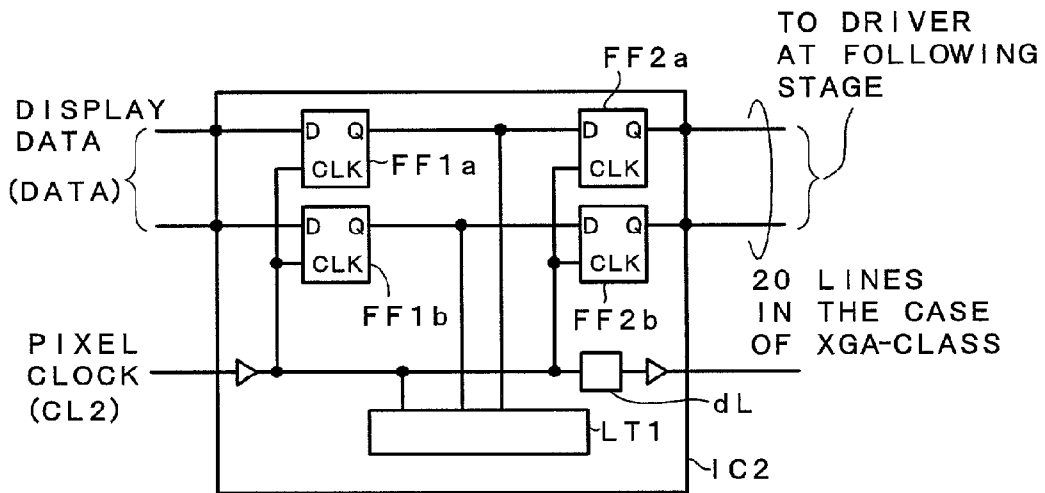 TO DRIVER
AT FOLLOWING
STAGE
FF2a
DISPLAY
DATA
(DATA)
D Q
CLK
FF1a
D Q
CLK
D Q
CLK
FF1b
D Q
CLK
FF2b
20 LINES
IN THE CASE
OF XGA-CLASS
PIXEL
CLOCK
(CL2)
dL
LT1
IC2